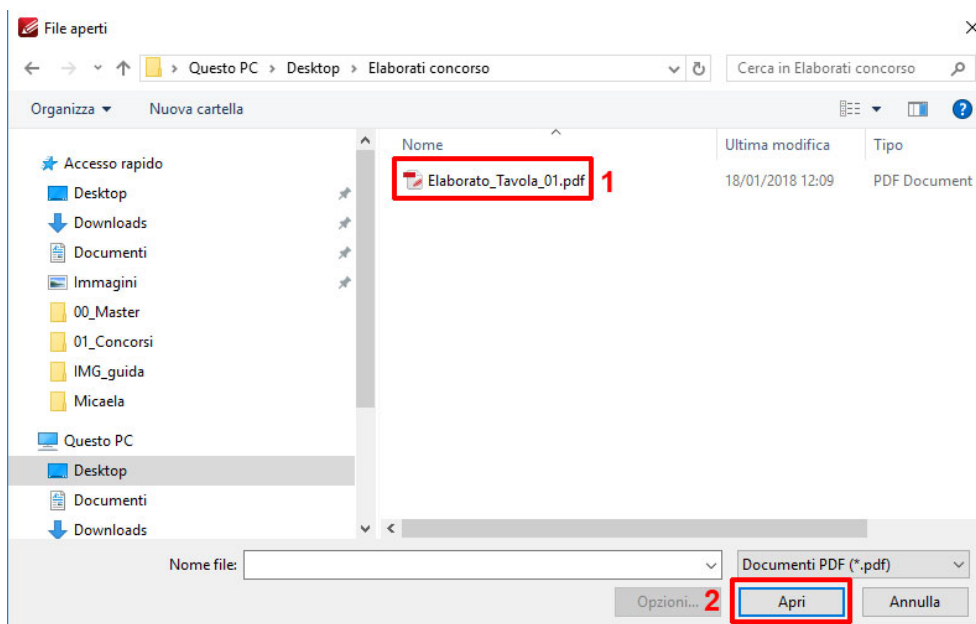 File aperti
Questo PC > Desktop > Elaborati concorso
Cerca in Elaborati concorso
Organizza
Nuova cartella
?
Nome
Ultima modifica
Tipo
Elaborato_Tavola_01.pdf
1
18/01/2018 12:09
PDF Document
Accesso rapido
Desktop
Downloads
Documenti
Immagini
00_Master
01_Concorsi
IMG_guida
Micaela
Questo PC
Desktop
Documenti
Downloads
Nome file:
Documenti PDF (*.pdf)
Opzioni...
2
Apri
Annulla